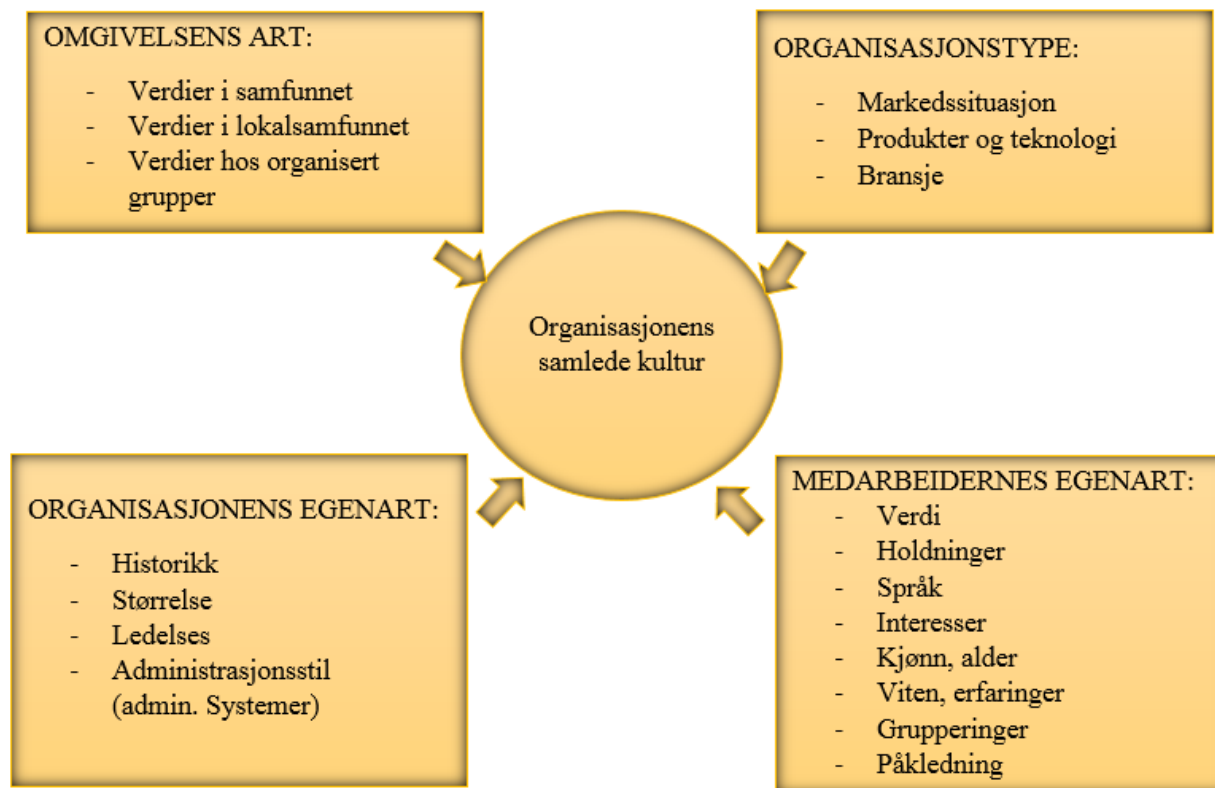 OMGIVELSENS ART:
- Verdier i samfunnet
- Verdier i lokalsamfunnet
- Verdier hos organisert
grupper
ORGANISASJONSTYPE:
- Markedssituasjon
- Produkter og teknologi
- Bransje
Organisasjonens
samlede kultur
ORGANISASJONENS EGENART:
- Historikk
- Størrelse
- Ledelses
- Administrasjonsstil
(admin. Systemer)
MEDARBEIDERNES EGENART:
- Verdi
- Holdninger
- Språk
- Interesser
- Kjønn, alder
- Viten, erfaringer
- Grupperinger
- Påkledning